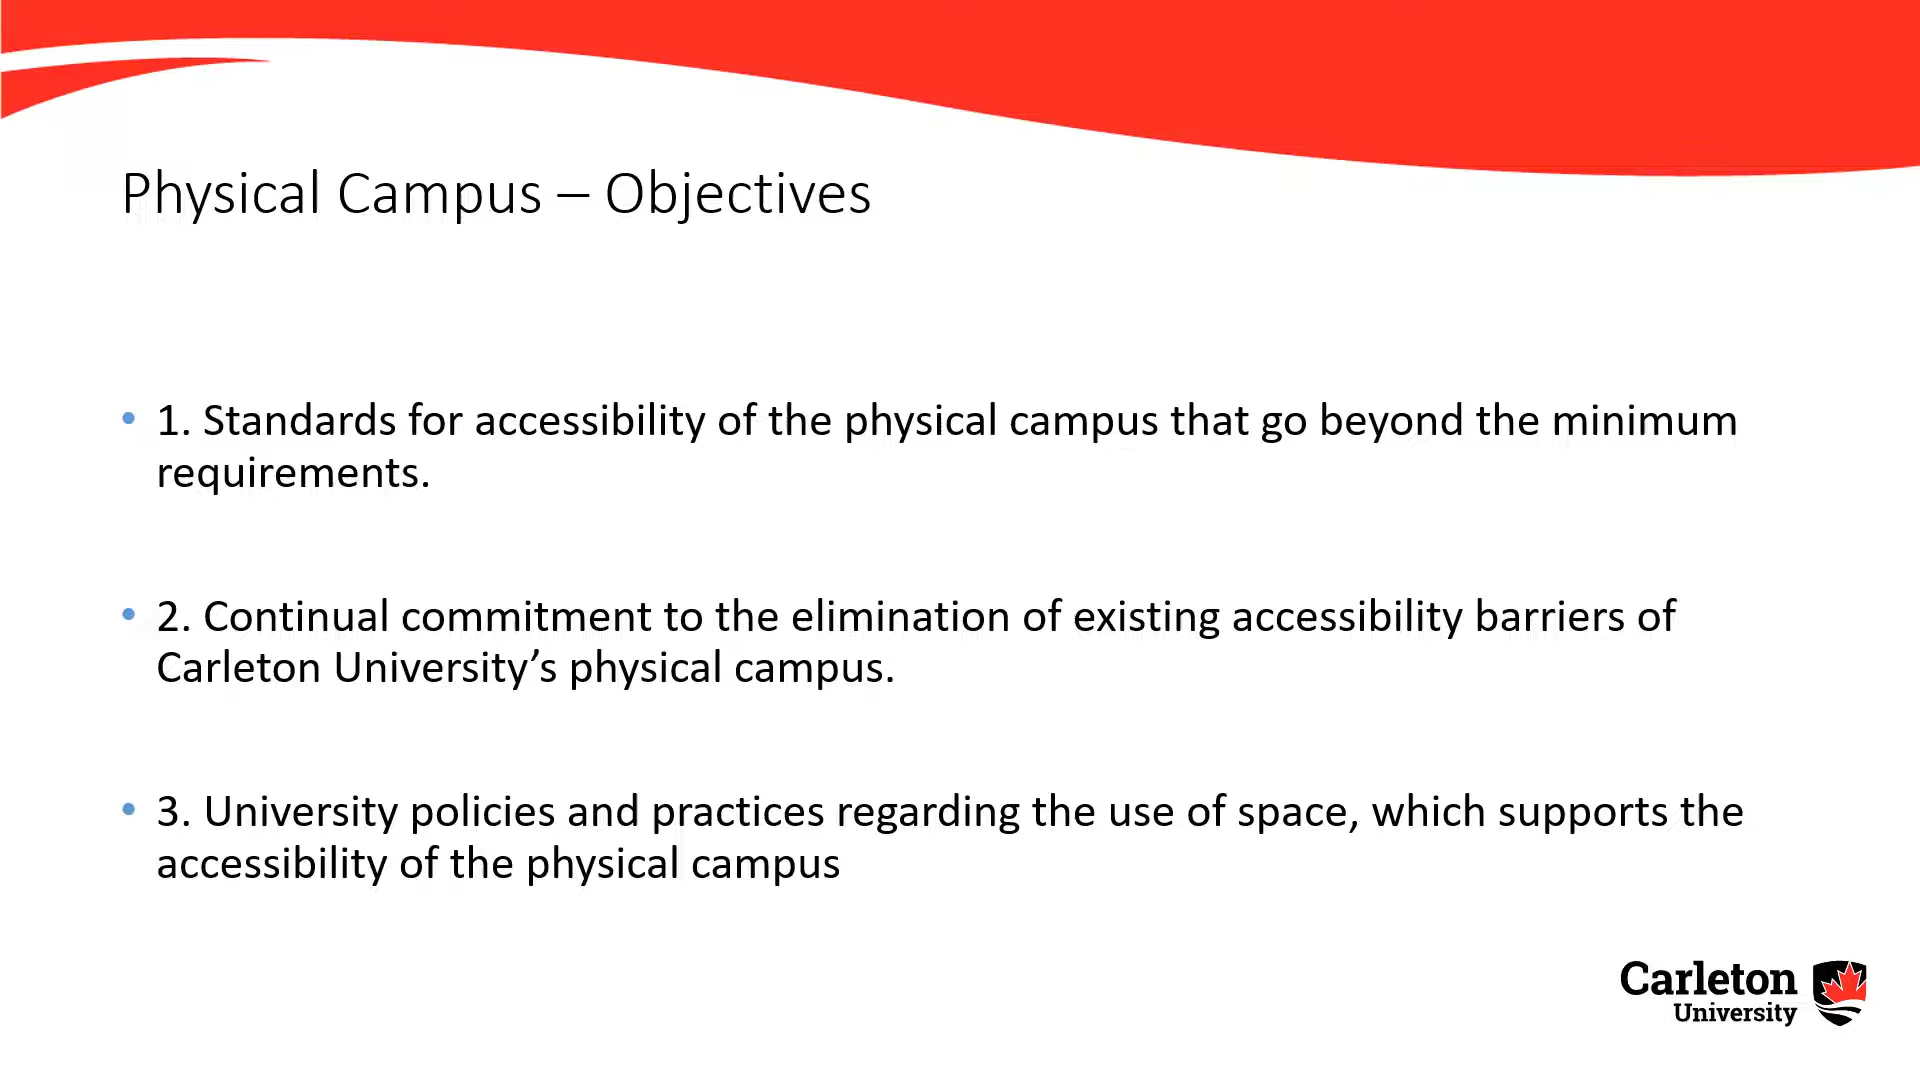 Physical Campus – Objectives
• 1. Standards for accessibility of the physical campus that go beyond the minimum
requirements.
• 2. Continual commitment to the elimination of existing accessibility barriers of
Carleton University’s physical campus.
• 3. University policies and practices regarding the use of space, which supports the
accessibility of the physical campus
Carleton
University